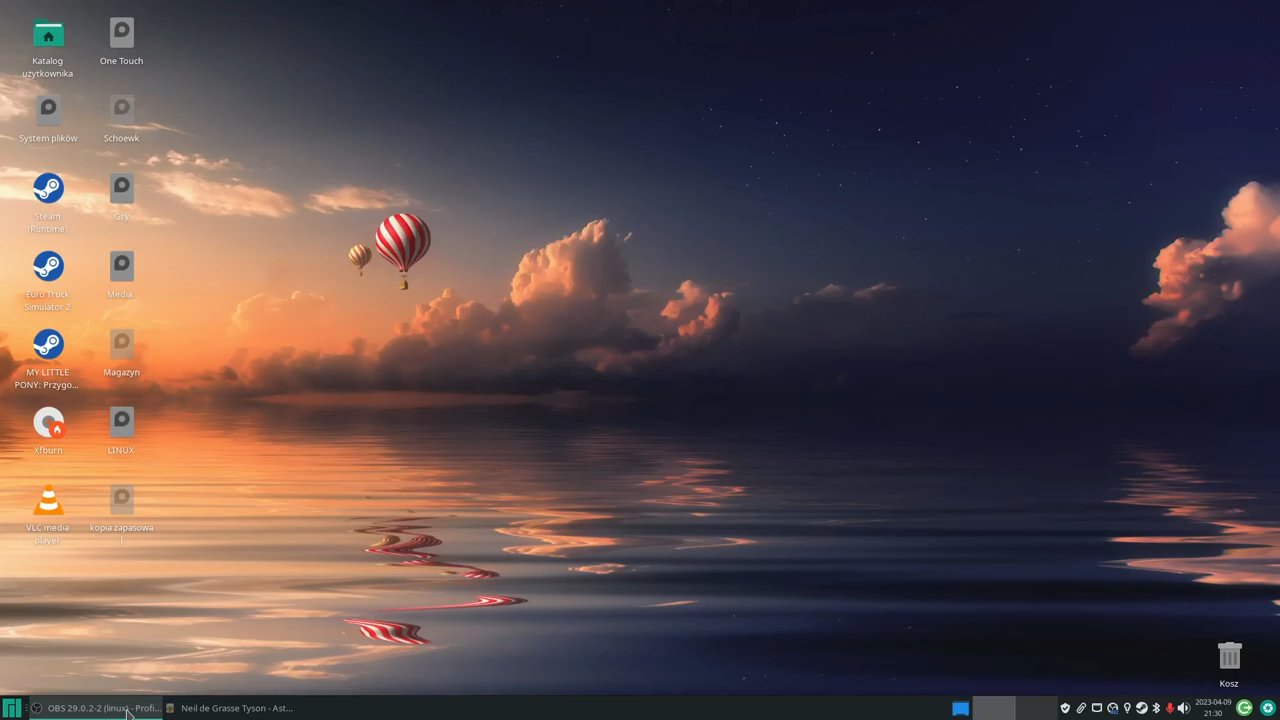 Katalog
użytkownika
One Touch
System plików
Schoewk
Steam
(Runtime)
Gry
Euro Truck
Simulator 2
Media
MY LITTLE
PONY: Przygo...
Magazyn
Xfburn
LINUX
VLC media
player
kopia zapasowa
I
Kosz
OBS 29.0.2-2 (linux) - Profi...
Neil de Grasse Tyson - Ast...
2023-04-09
21:30